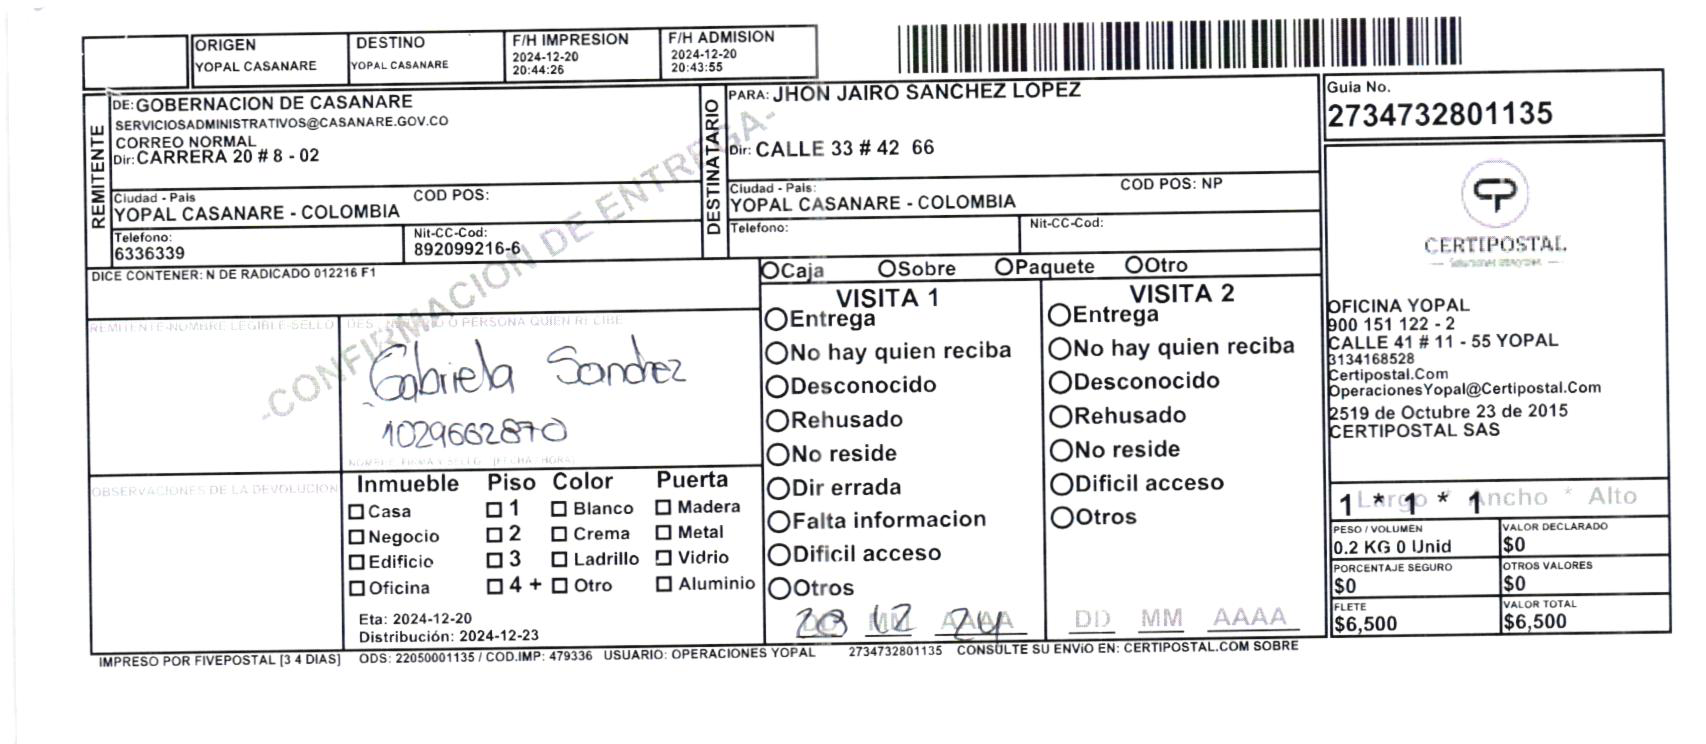 ORIGEN
YOPAL CASANARE
DESTINO
YOPAL CASANARE
F/H IMPRESION
2024-12-20
20:44:26
F/H ADMISION
2024-12-20
20:43:55
REMITENTE
DE: GOBERNACION DE CASANARE
SERVICIOSADMINISTRATIVOS@CASANARE.GOV.CO
CORREO NORMAL
Dir: CARRERA 20 # 8 - 02
Ciudad - Pais
COD POS:
YOPAL CASANARE - COLOMBIA
Telefono:
6336339
Nit-CC-Cod:
892099216-6
DESTINATARIO
PARA: JHON JAIRO SANCHEZ LOPEZ
Dir: CALLE 33 # 42 66
Ciudad - Pais:
COD POS: NP
YOPAL CASANARE - COLOMBIA
Telefono:
Nit-CC-Cod:
Guia No.
2734732801135
CERTIPOSTAL
OFICINA YOPAL
900 151 122 - 2
CALLE 41 # 11 - 55 YOPAL
3134168528
Certipostal.Com
OperacionesYopal@Certipostal.Com
2519 de Octubre 23 de 2015
CERTIPOSTAL SAS
DICE CONTENER: N DE RADICADO 012216 F1
-CONFIRMACION DE ENTREGA-
REMITENTE-NOMBRE LEGIBLE-SELLO
O PERSONA QUIEN RECIBE
Gabriela Sanchez
1029662870
OBSERVACIONES DE LA DEVOLUCION
Inmueble Piso Color Puerta
Casa 1 Blanco Madera
Negocio 2 Crema Metal
Edificio 3 Ladrillo Vidrio
Oficina 4 + Otro Aluminio
Eta: 2024-12-20
Distribución: 2024-12-23
Caja Sobre Paquete Otro
VISITA 1
Entrega
No hay quien reciba
Desconocido
Rehusado
No reside
Dir errada
Falta informacion
Dificil acceso
Otros
DD MM AAAA
12 24
VISITA 2
Entrega
No hay quien reciba
Desconocido
Rehusado
No reside
Dificil acceso
Otros
DD MM AAAA
1 * 1 * 1
Largo * Ancho * Alto
PESO / VOLUMEN
0.2 KG 0 Unid
VALOR DECLARADO
$0
PORCENTAJE SEGURO
$0
OTROS VALORES
$0
FLETE
$6,500
VALOR TOTAL
$6,500
IMPRESO POR FIVEPOSTAL [3 4 DIAS] ODS: 22050001135 / COD.IMP: 479336 USUARIO: OPERACIONES YOPAL 2734732801135 CONSULTE SU ENVíO EN: CERTIPOSTAL.COM SOBRE